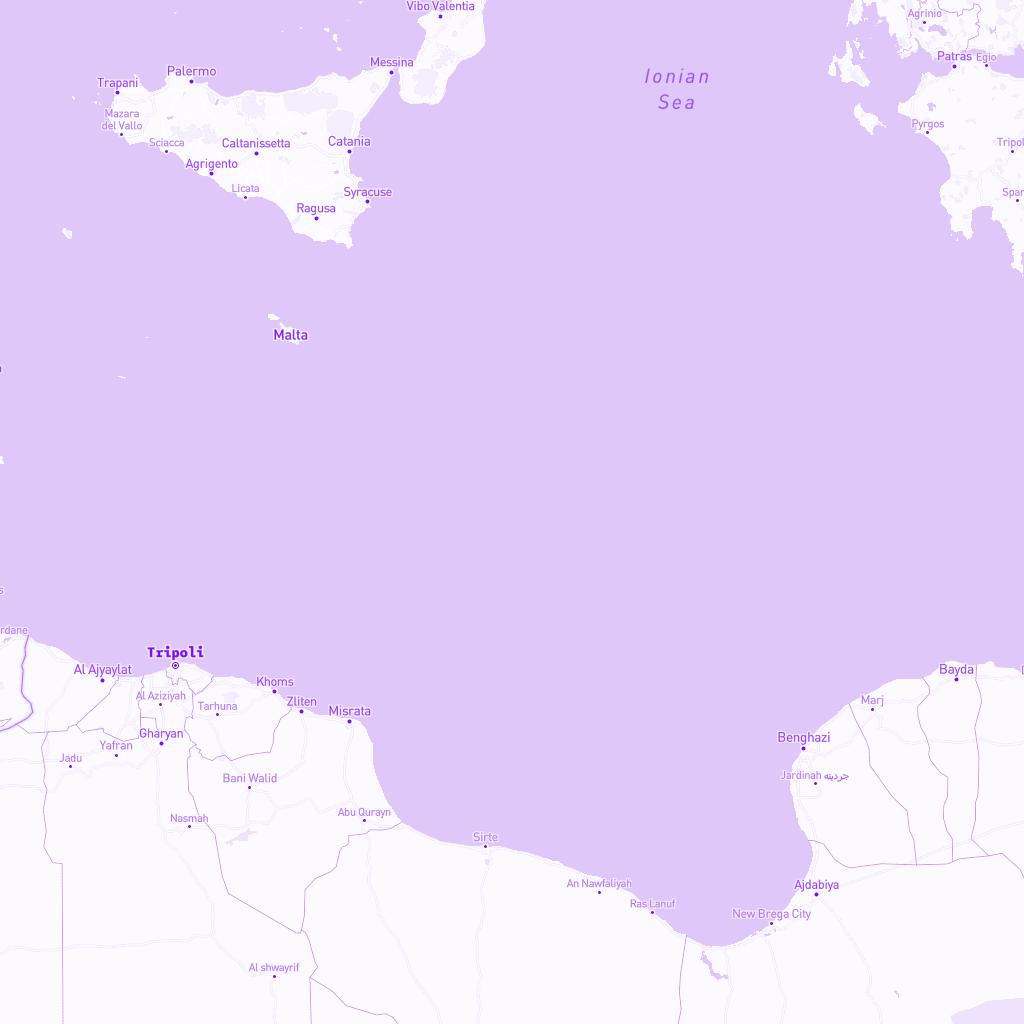 Vibo Valentia
Agrinio
Patras
Egio
Ionian
Sea
Messina
Palermo
Trapani
Mazara
del Vallo
Sciacca
Caltanissetta
Catania
Agrigento
Licata
Syracuse
Ragusa
Pyrgos
Tripol
Spar
Malta
rdane
Tripoli
Al Ajyaylat
Khoms
Al Aziziyah
Zliten
Tarhuna
Misrata
Gharyan
Yafran
Jadu
Bani Walid
Abu Qurayn
Nasmah
Sirte
Bayda
Marj
Benghazi
Jardinah جردينه
An Nawfaliyah
Ras Lanuf
Ajdabiya
New Brega City
Al shwayrif